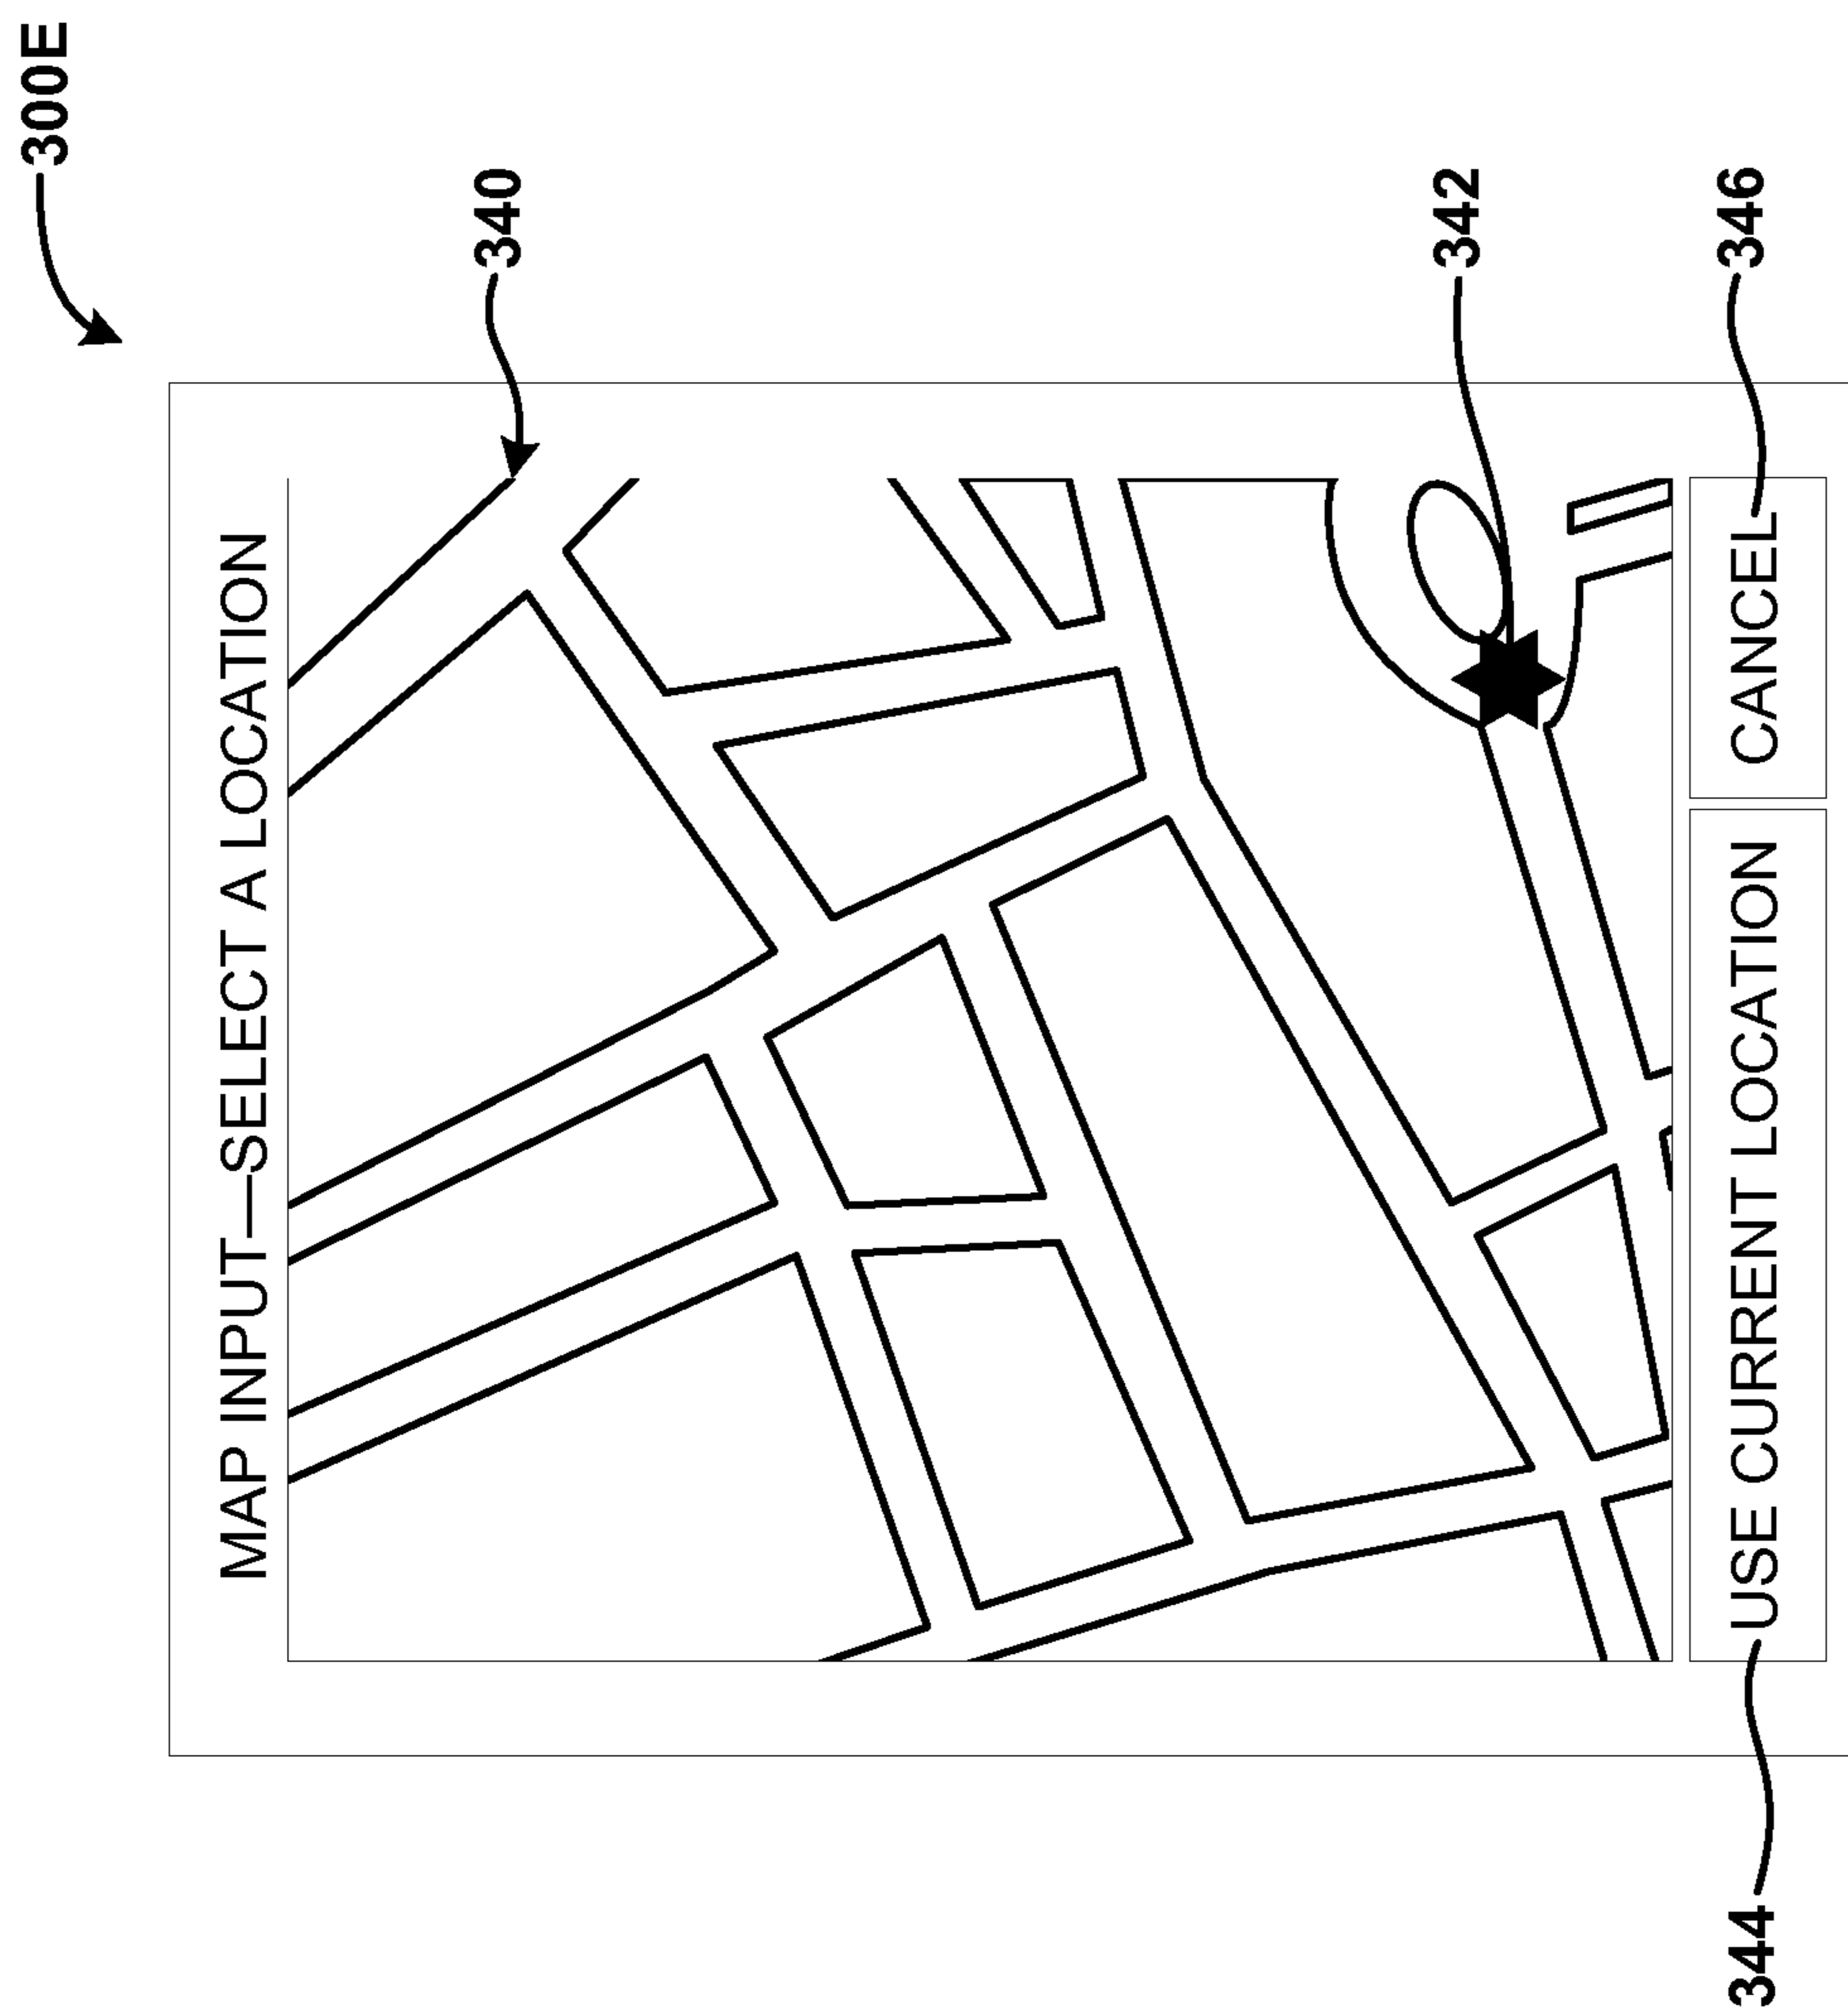 300E
MAP INPUT—SELECT A LOCATION
340
342
344
USE CURRENT LOCATION
CANCEL
346